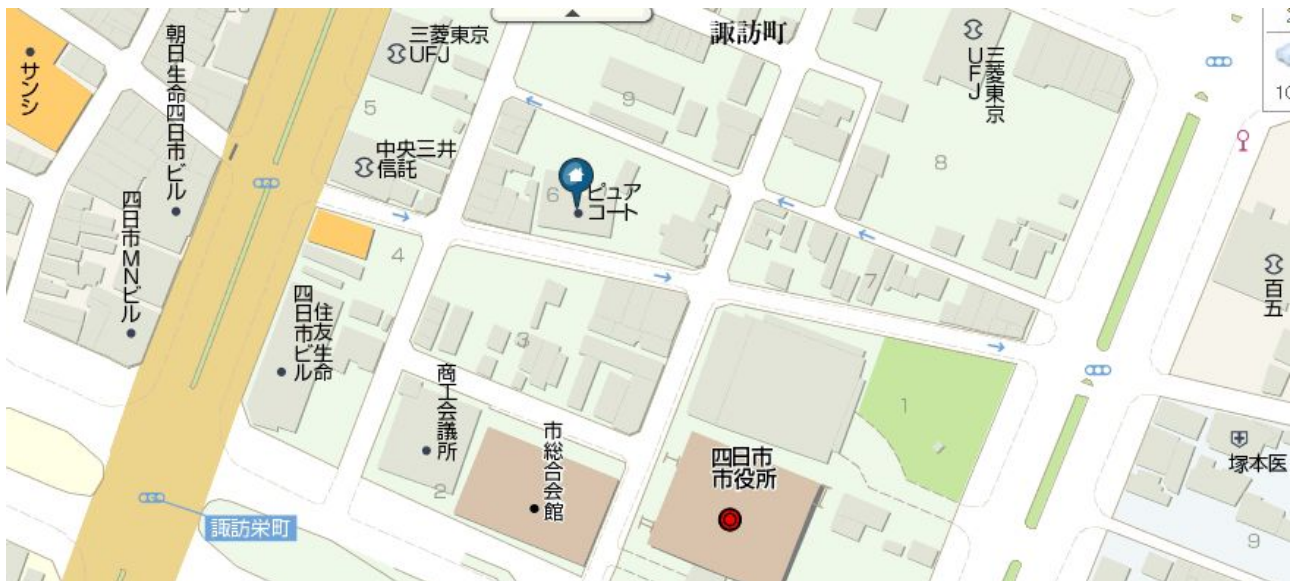 諏訪町
朝日生命四日市ビル
サンシ
三菱東京
UFJ
三菱東京
UFJ
5
9
8
10
中央三井
信託
6
ピュア
コート
四日市MNビル
4
7
百五
住友生命
四日市ビル
3
商工会議所
1
市総合会館
四日市
市役所
塚本医
2
9
諏訪栄町